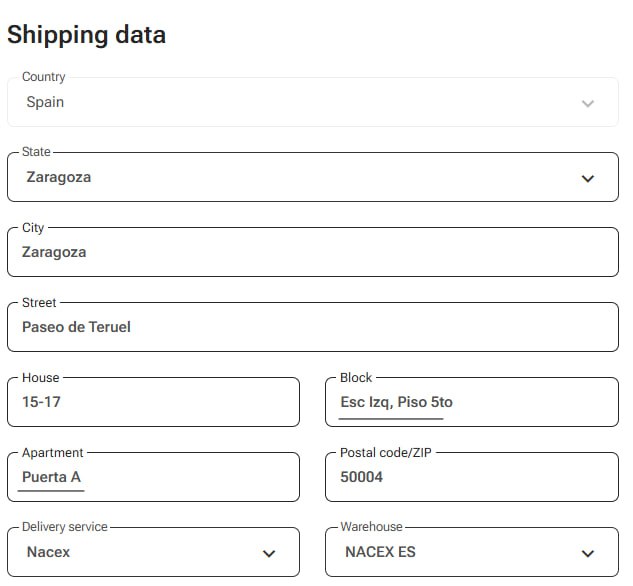 Shipping data
Country
Spain
State
Zaragoza
City
Zaragoza
Street
Paseo de Teruel
House
15-17
Block
Esc Izq, Piso 5to
Apartment
Puerta A
Postal code/ZIP
50004
Delivery service
Nacex
Warehouse
NACEX ES